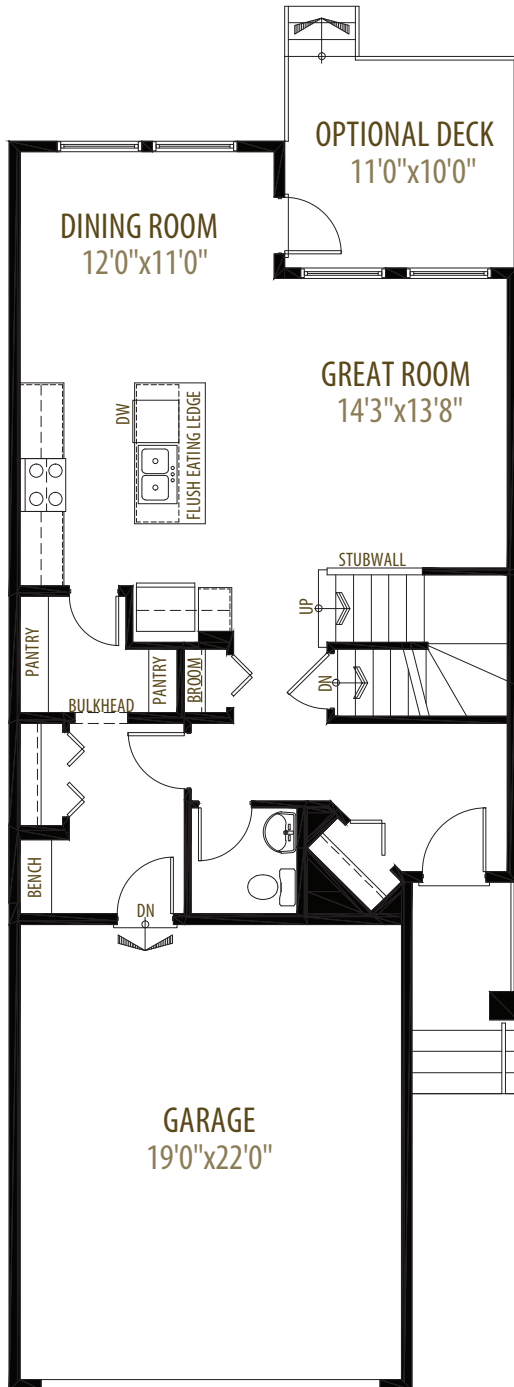 OPTIONAL DECK
11'0"x10'0"
DINING ROOM
12'0"x11'0"
GREAT ROOM
14'3"x13'8"
DW
FLUSH EATING LEDGE
STUBWALL
UP
PANTRY
PANTRY
BROOM
DN
BULKHEAD
BENCH
DN
GARAGE
19'0"x22'0"